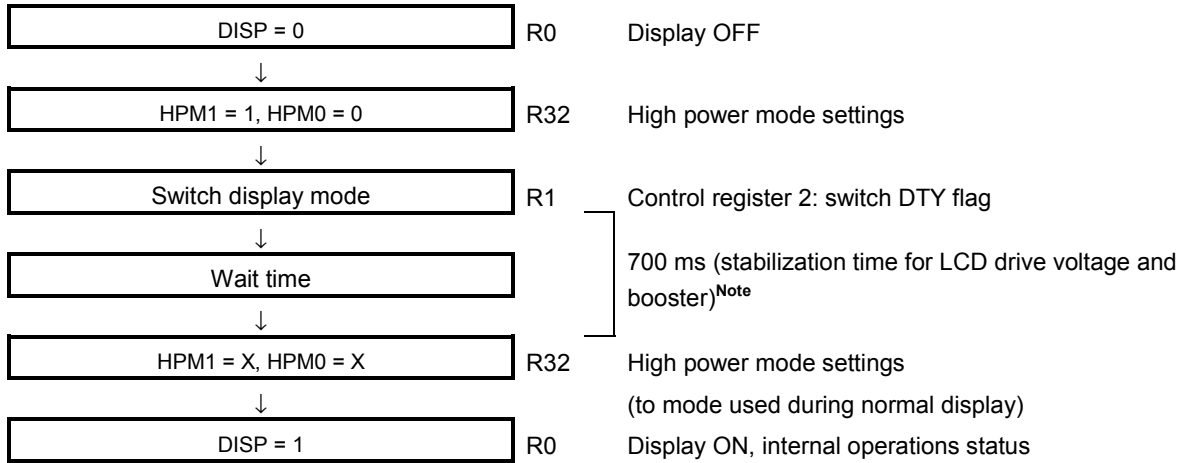 DISP = 0 R0 Display OFF
↓
HPM1 = 1, HPM0 = 0 R32 High power mode settings
↓
Switch display mode R1 Control register 2: switch DTY flag
↓
Wait time 700 ms (stabilization time for LCD drive voltage and
booster)Note
↓
HPM1 = X, HPM0 = X R32 High power mode settings
↓ (to mode used during normal display)
DISP = 1 R0 Display ON, internal operations status